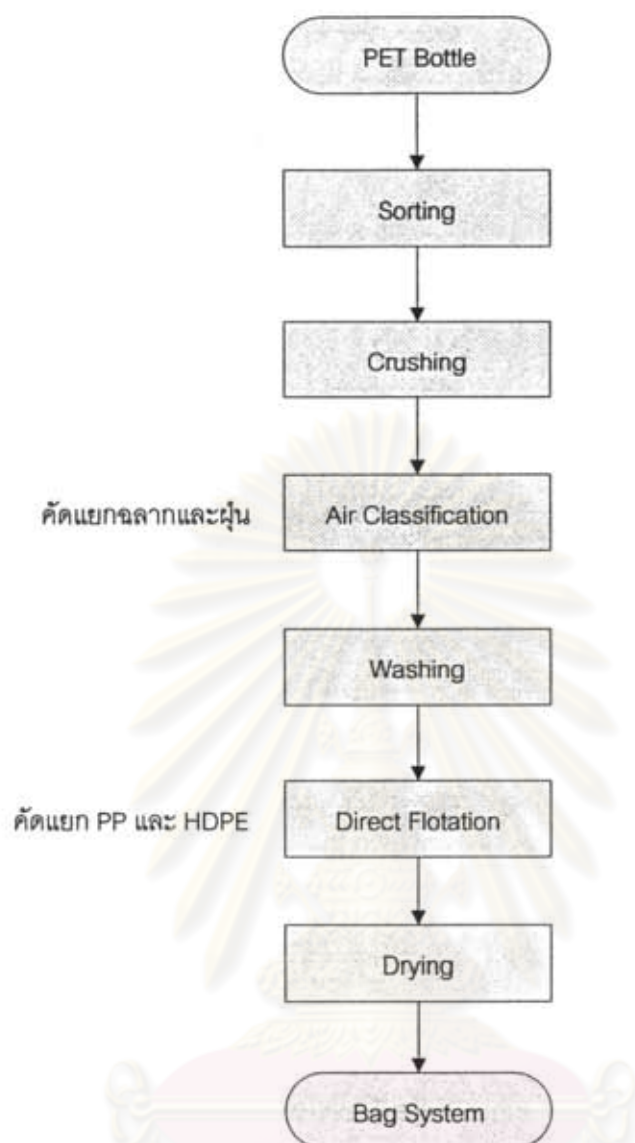 PET Bottle
Sorting
Crushing
คัดแยกฉลากและฝุ่น
Air Classification
Washing
คัดแยก PP และ HDPE
Direct Flotation
Drying
Bag System